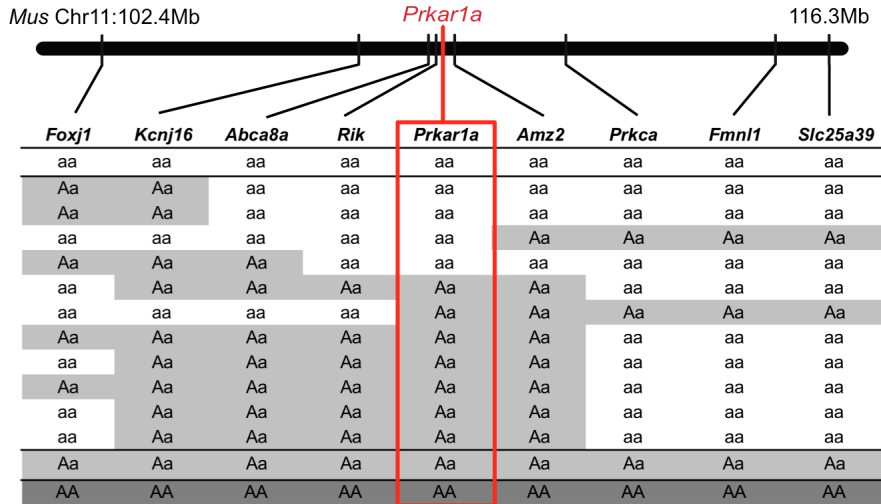 Mus Chr11:102.4Mb Prkar1a 116.3Mb
Foxj1 Kcnj16 Abca8a Rik Prkar1a Amz2 Prkca Fmnl1 Slc25a39
aa aa aa aa aa aa aa aa aa
Aa Aa aa aa aa aa aa aa aa
Aa Aa aa aa aa aa aa aa aa
aa aa aa aa aa Aa Aa Aa Aa
Aa Aa Aa aa aa aa aa aa aa
aa Aa Aa Aa Aa Aa aa aa aa
aa aa aa aa Aa Aa Aa Aa Aa
Aa Aa Aa Aa Aa Aa aa aa aa
aa Aa Aa Aa Aa Aa aa aa aa
Aa Aa Aa Aa Aa Aa aa aa aa
aa Aa Aa Aa Aa Aa aa aa aa
aa Aa Aa Aa Aa Aa aa aa aa
Aa Aa Aa Aa Aa Aa Aa Aa Aa
AA AA AA AA AA AA AA AA AA